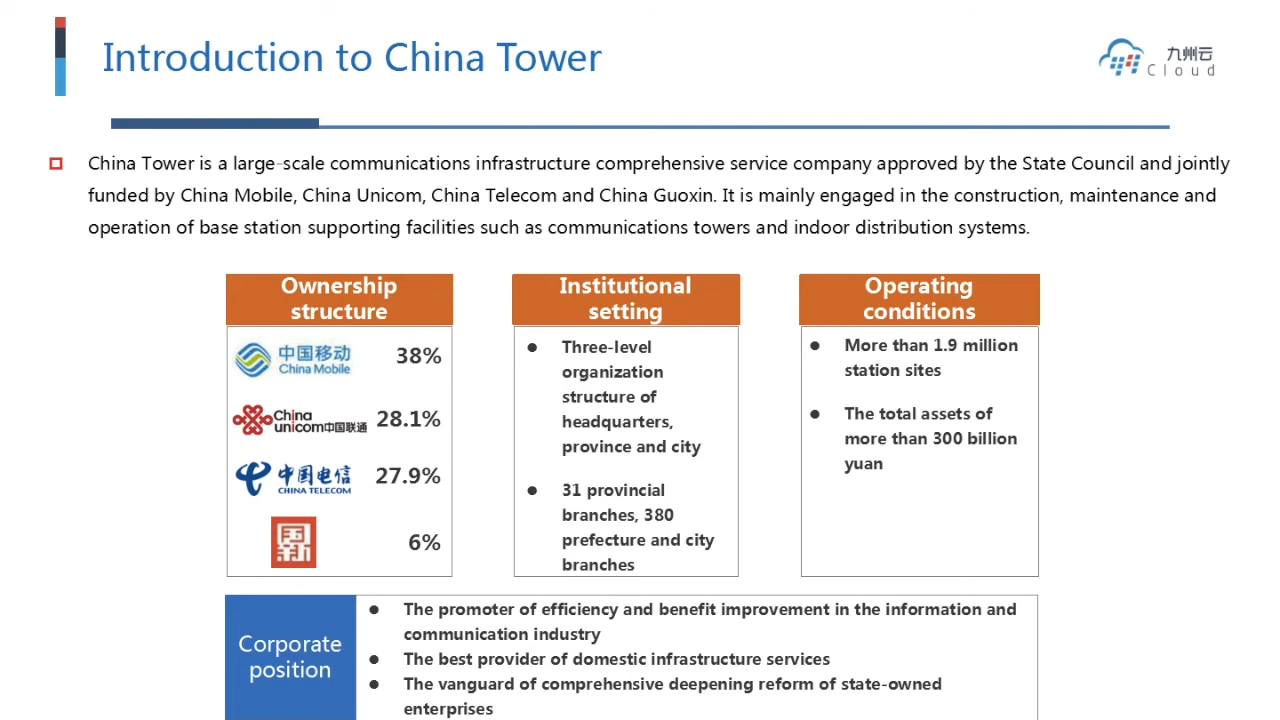 Introduction to China Tower
九州云
Cloud
China Tower is a large-scale communications infrastructure comprehensive service company approved by the State Council and jointly
funded by China Mobile, China Unicom, China Telecom and China Guoxin. It is mainly engaged in the construction, maintenance and
operation of base station supporting facilities such as communications towers and indoor distribution systems.
Ownership
structure
中国移动
China Mobile
38%
China
unicom中国联通
28.1%
中国电信
CHINA TELECOM
27.9%
国新
6%
Institutional
setting
Three-level
organization
structure of
headquarters,
province and city
31 provincial
branches, 380
prefecture and city
branches
Operating
conditions
More than 1.9 million
station sites
The total assets of
more than 300 billion
yuan
Corporate
position
The promoter of efficiency and benefit improvement in the information and
communication industry
The best provider of domestic infrastructure services
The vanguard of comprehensive deepening reform of state-owned
enterprises